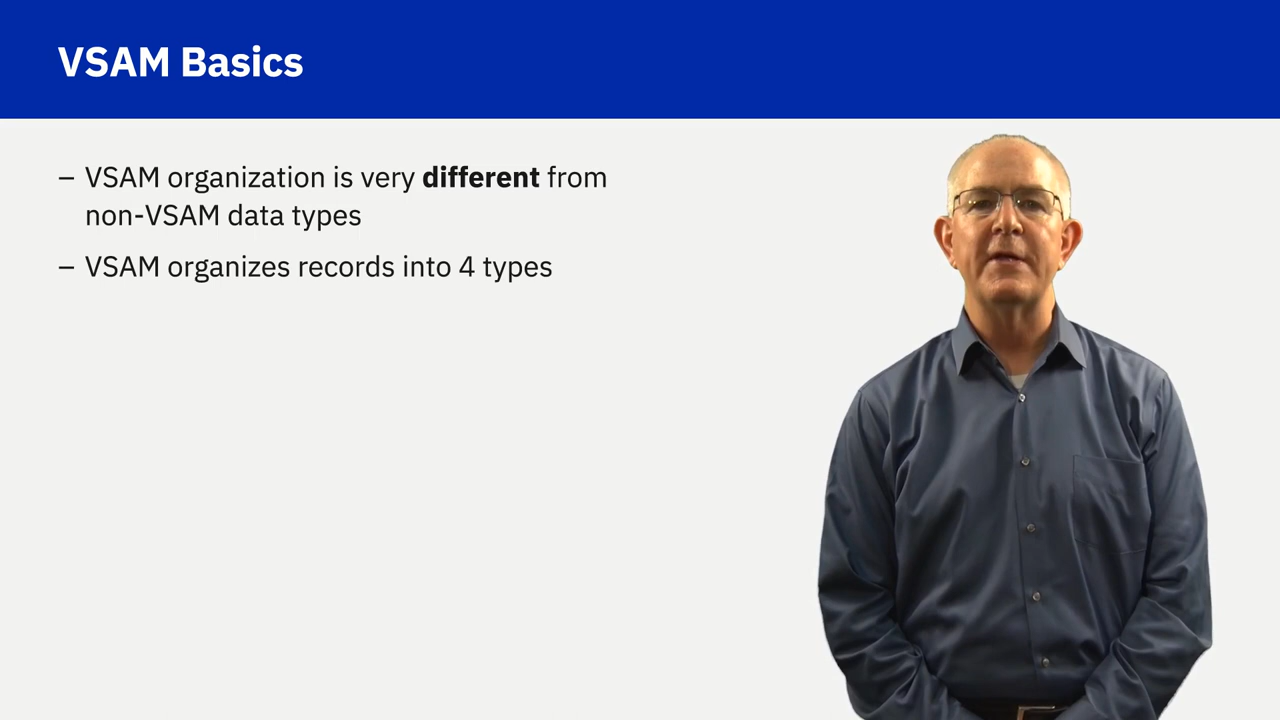 VSAM Basics
– VSAM organization is very different from
non-VSAM data types
– VSAM organizes records into 4 types